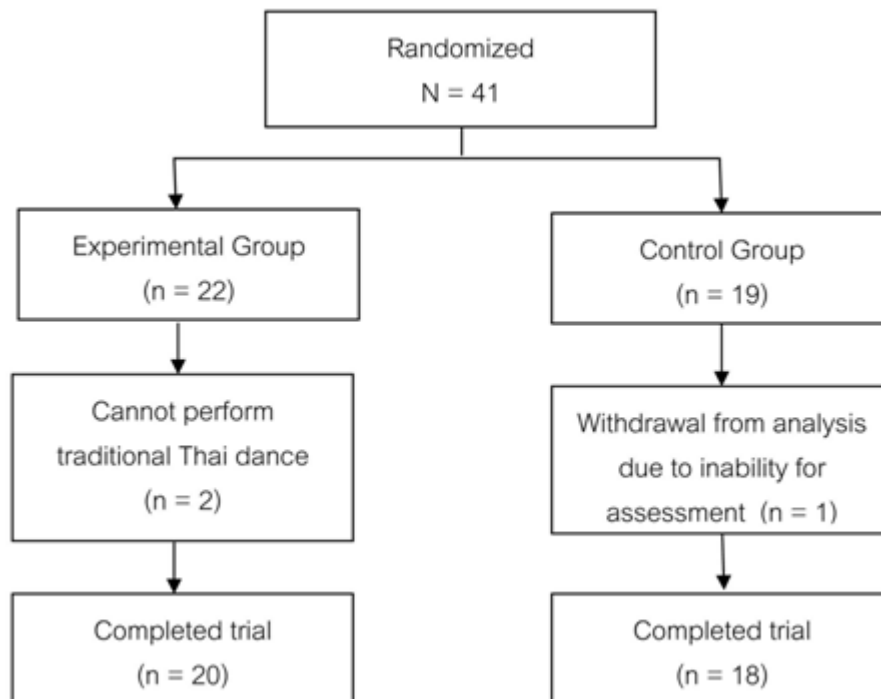 Randomized
N = 41
Experimental Group
(n = 22)
Control Group
(n = 19)
Cannot perform
traditional Thai dance
(n = 2)
Withdrawal from analysis
due to inability for
assessment (n = 1)
Completed trial
(n = 20)
Completed trial
(n = 18)